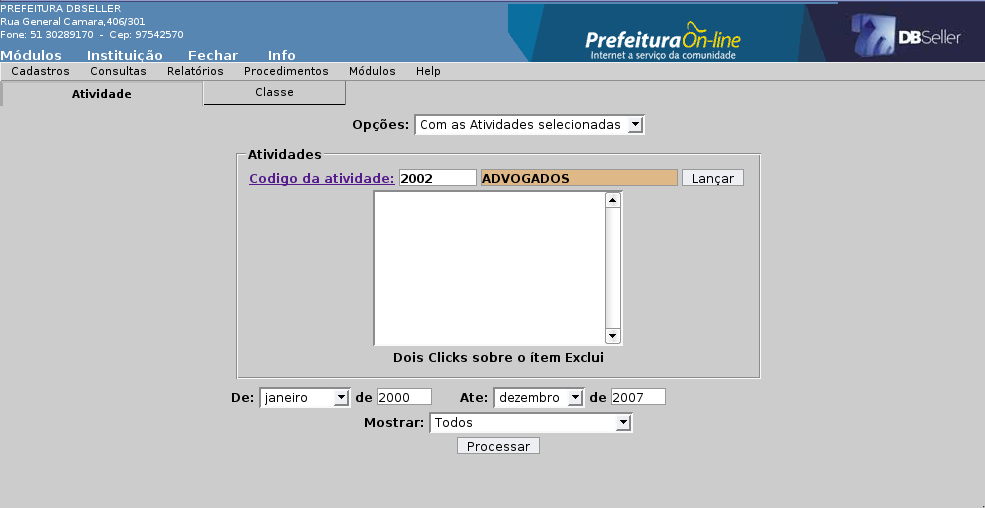 PREFEITURA DBSELLER
Rua General Camara,406/301
Fone: 51 30289170 - Cep: 97542570
Módulos Instituição Fechar Info
PrefeituraOn-line
Internet a serviço da comunidade
DBSeller
Cadastros Consultas Relatórios Procedimentos Módulos Help
Atividade Classe
Opções: Com as Atividades selecionadas
Atividades
Codigo da atividade: 2002 ADVOGADOS Lançar
Dois Clicks sobre o ítem Exclui
De: janeiro de 2000 Ate: dezembro de 2007
Mostrar: Todos
Processar